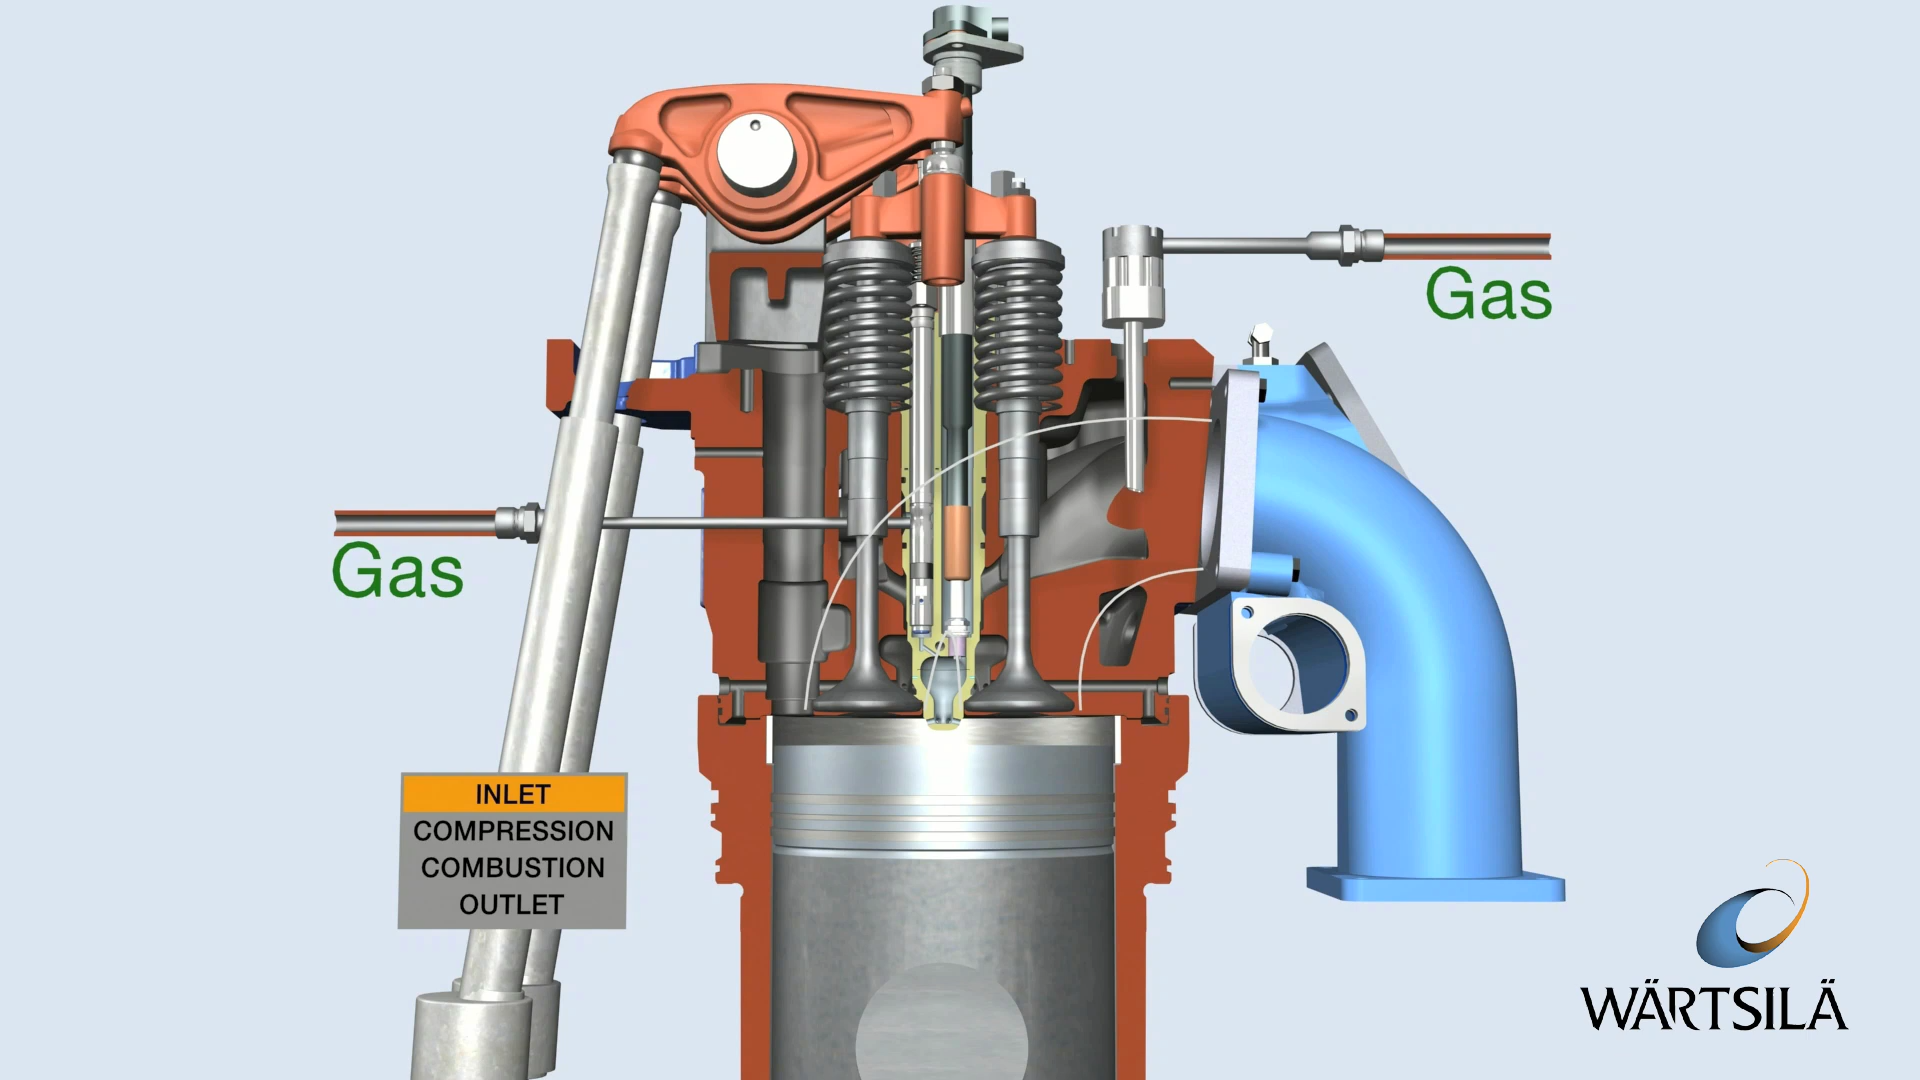 Gas
Gas
INLET
COMPRESSION
COMBUSTION
OUTLET
WÄRTSILÄ